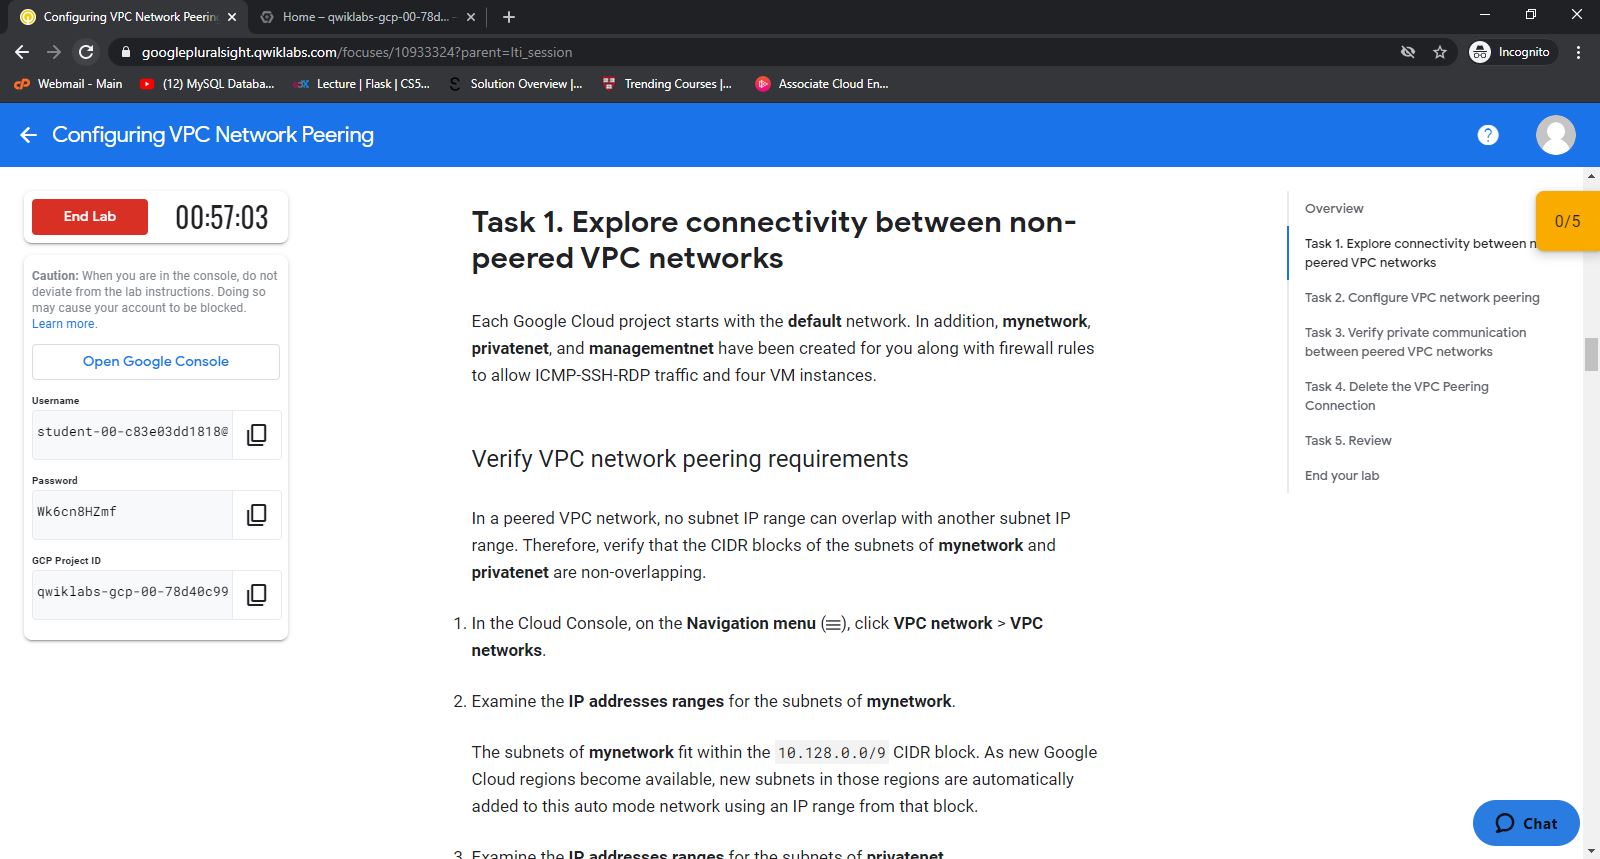 Configuring VPC Network Peering
Home – qwiklabs-gcp-00-78d... –
googlepluralsight.qwiklabs.com/focuses/10933324?parent=lti_session
Incognito
Webmail - Main
(12) MySQL Databa...
Lecture | Flask | CS5...
Solution Overview |...
Trending Courses |...
Associate Cloud En...
Configuring VPC Network Peering
End Lab
00:57:03
Caution: When you are in the console, do not
deviate from the lab instructions. Doing so
may cause your account to be blocked.
Learn more.
Open Google Console
Username
student-00-c83e03dd1818@
Password
Wk6cn8HZmf
GCP Project ID
qwiklabs-gcp-00-78d40c99
Task 1. Explore connectivity between non-
peered VPC networks
Each Google Cloud project starts with the default network. In addition, mynetwork,
privatenet, and managementnet have been created for you along with firewall rules
to allow ICMP-SSH-RDP traffic and four VM instances.
Verify VPC network peering requirements
In a peered VPC network, no subnet IP range can overlap with another subnet IP
range. Therefore, verify that the CIDR blocks of the subnets of mynetwork and
privatenet are non-overlapping.
1. In the Cloud Console, on the Navigation menu (≡), click VPC network > VPC
networks.
2. Examine the IP addresses ranges for the subnets of mynetwork.
The subnets of mynetwork fit within the 10.128.0.0/9 CIDR block. As new Google
Cloud regions become available, new subnets in those regions are automatically
added to this auto mode network using an IP range from that block.
3. Examine the IP addresses ranges for the subnets of privatenet.
Overview
Task 1. Explore connectivity between n
peered VPC networks
Task 2. Configure VPC network peering
Task 3. Verify private communication
between peered VPC networks
Task 4. Delete the VPC Peering
Connection
Task 5. Review
End your lab
0/5
Chat